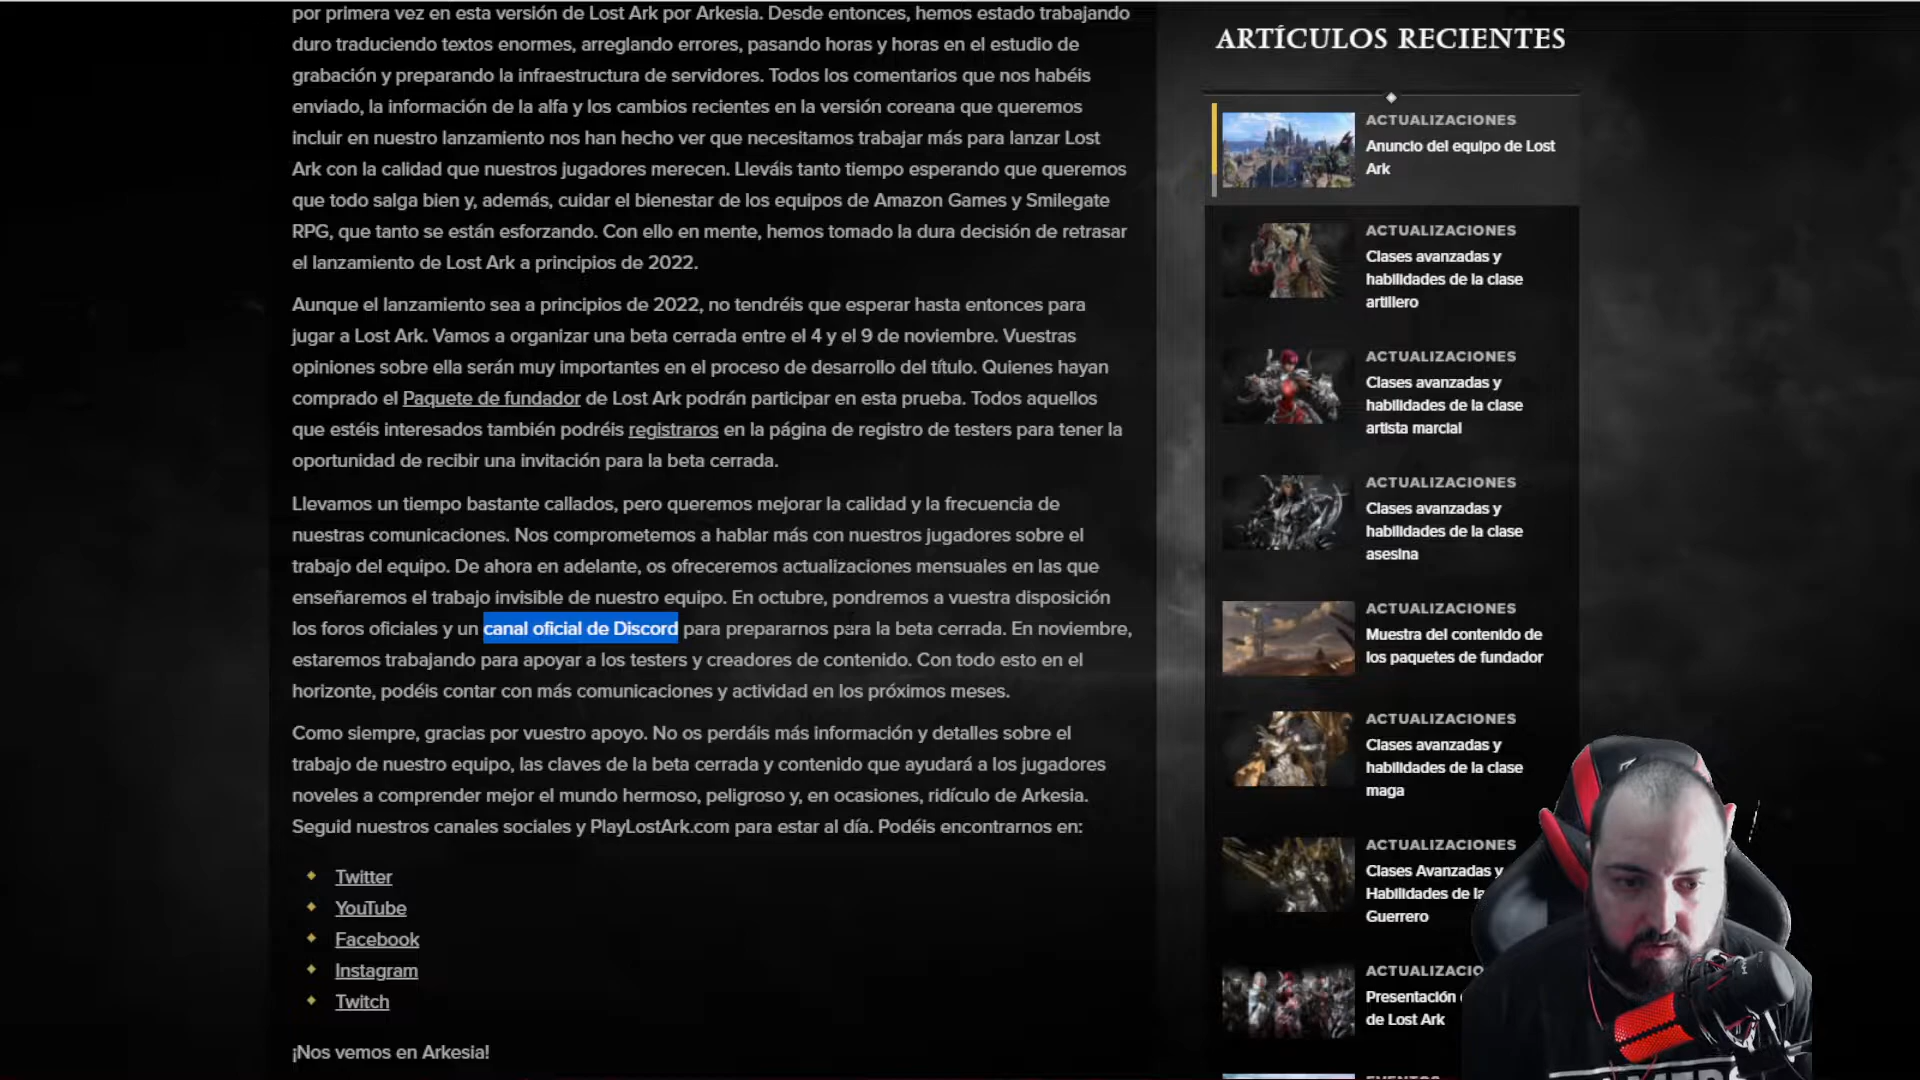 por primera vez en esta versión de Lost Ark por Arkesia. Desde entonces, hemos estado trabajando
duro traduciendo textos enormes, arreglando errores, pasando horas y horas en el estudio de
grabación y preparando la infraestructura de servidores. Todos los comentarios que nos habéis
enviado, la información de la alfa y los cambios recientes en la versión coreana que queremos
incluir en nuestro lanzamiento nos han hecho ver que necesitamos trabajar más para lanzar Lost
Ark con la calidad que nuestros jugadores merecen. Lleváis tanto tiempo esperando que queremos
que todo salga bien y, además, cuidar el bienestar de los equipos de Amazon Games y Smilegate
RPG, que tanto se están esforzando. Con ello en mente, hemos tomado la dura decisión de retrasar
el lanzamiento de Lost Ark a principios de 2022.
Aunque el lanzamiento sea a principios de 2022, no tendréis que esperar hasta entonces para
jugar a Lost Ark. Vamos a organizar una beta cerrada entre el 4 y el 9 de noviembre. Vuestras
opiniones sobre ella serán muy importantes en el proceso de desarrollo del título. Quienes hayan
comprado el Paquete de fundador de Lost Ark podrán participar en esta prueba. Todos aquellos
que estéis interesados también podréis registraros en la página de registro de testers para tener la
oportunidad de recibir una invitación para la beta cerrada.
Llevamos un tiempo bastante callados, pero queremos mejorar la calidad y la frecuencia de
nuestras comunicaciones. Nos comprometemos a hablar más con nuestros jugadores sobre el
trabajo del equipo. De ahora en adelante, os ofreceremos actualizaciones mensuales en las que
enseñaremos el trabajo invisible de nuestro equipo. En octubre, pondremos a vuestra disposición
los foros oficiales y un canal oficial de Discord para prepararnos para la beta cerrada. En noviembre,
estaremos trabajando para apoyar a los testers y creadores de contenido. Con todo esto en el
horizonte, podéis contar con más comunicaciones y actividad en los próximos meses.
Como siempre, gracias por vuestro apoyo. No os perdáis más información y detalles sobre el
trabajo de nuestro equipo, las claves de la beta cerrada y contenido que ayudará a los jugadores
noveles a comprender mejor el mundo hermoso, peligroso y, en ocasiones, ridículo de Arkesia.
Seguid nuestros canales sociales y PlayLostArk.com para estar al día. Podéis encontrarnos en:
Twitter
YouTube
Facebook
Instagram
Twitch
¡Nos vemos en Arkesia!
ARTÍCULOS RECIENTES
ACTUALIZACIONES
Anuncio del equipo de Lost
Ark
ACTUALIZACIONES
Clases avanzadas y
habilidades de la clase
artillero
ACTUALIZACIONES
Clases avanzadas y
habilidades de la clase
artista marcial
ACTUALIZACIONES
Clases avanzadas y
habilidades de la clase
asesina
ACTUALIZACIONES
Muestra del contenido de
los paquetes de fundador
ACTUALIZACIONES
Clases avanzadas y
habilidades de la clase
maga
ACTUALIZACIONES
Clases Avanzadas y
Habilidades de la
Guerrero
ACTUALIZACIO
Presentación
de Lost Ark